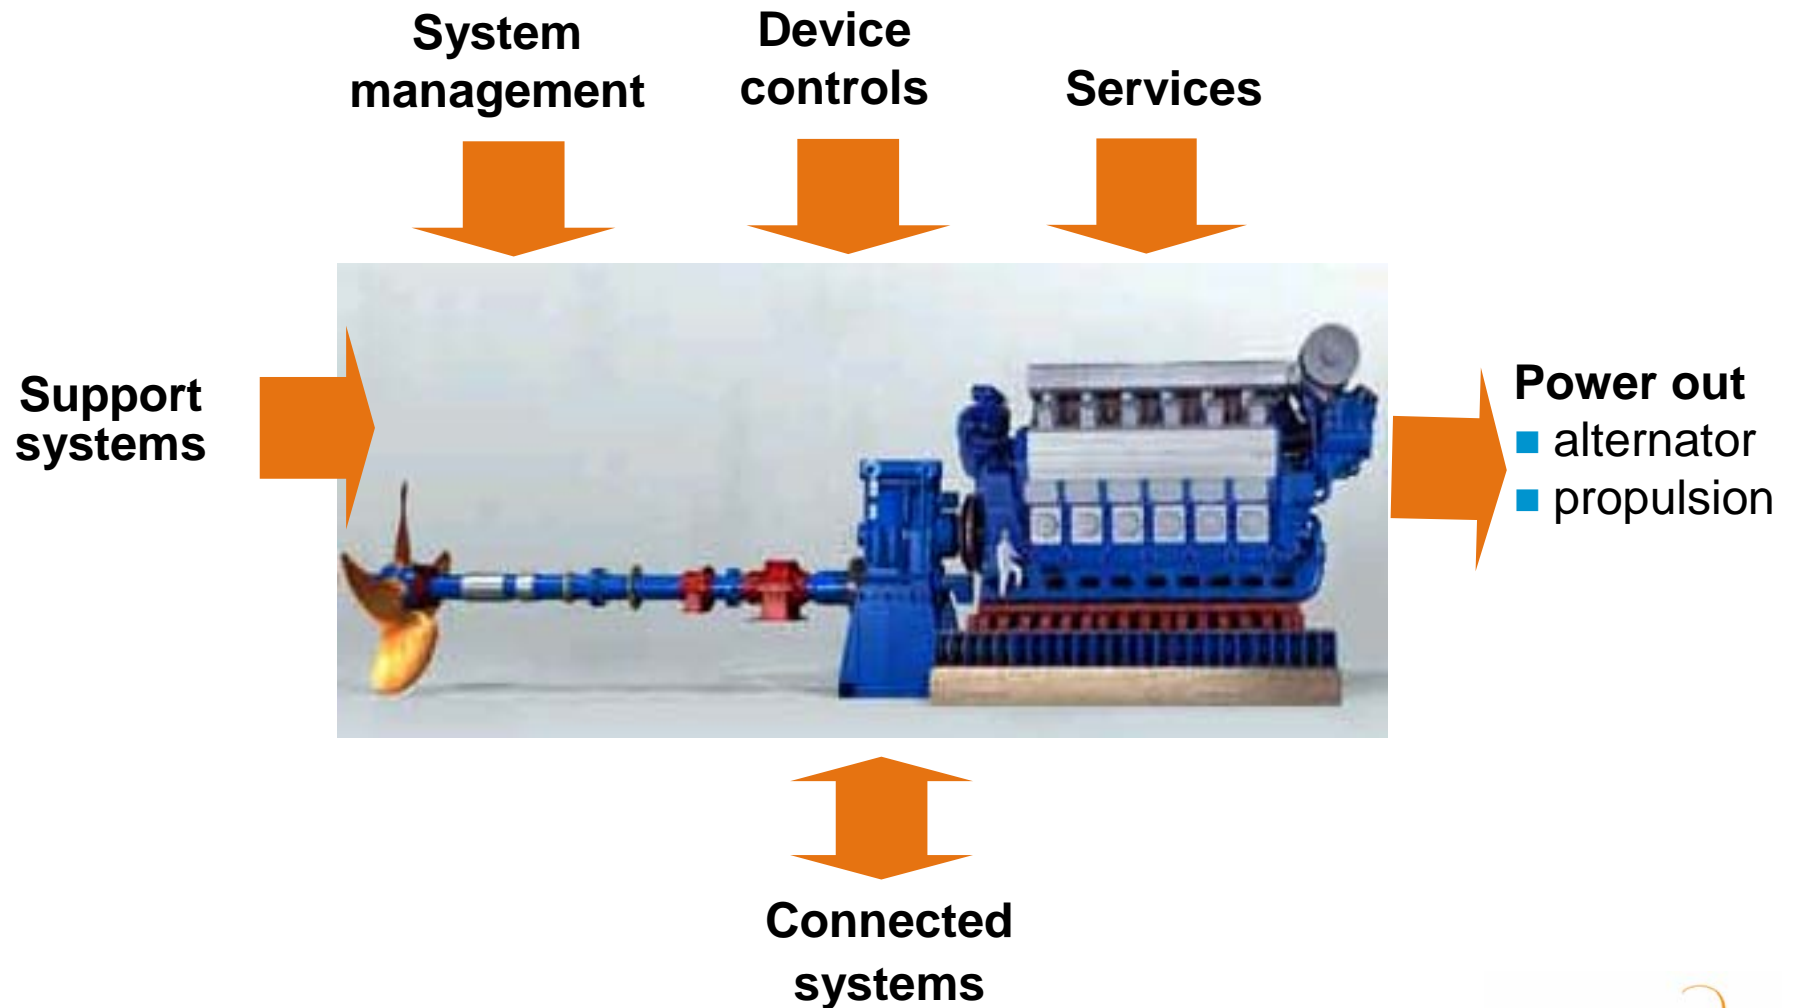 System
management
Device
controls
Services
Support
systems
Power out
alternator
propulsion
Connected
systems